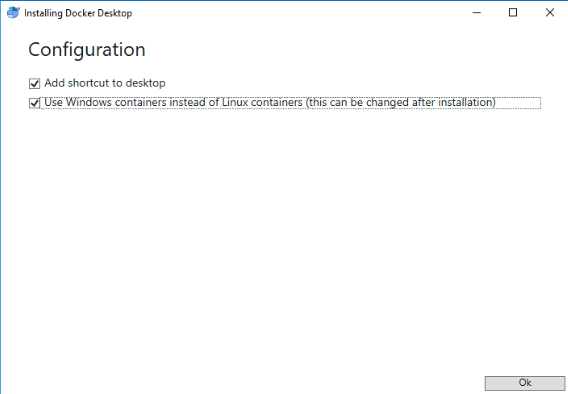 Installing Docker Desktop
Configuration
Add shortcut to desktop
Use Windows containers instead of Linux containers (this can be changed after installation)
Ok